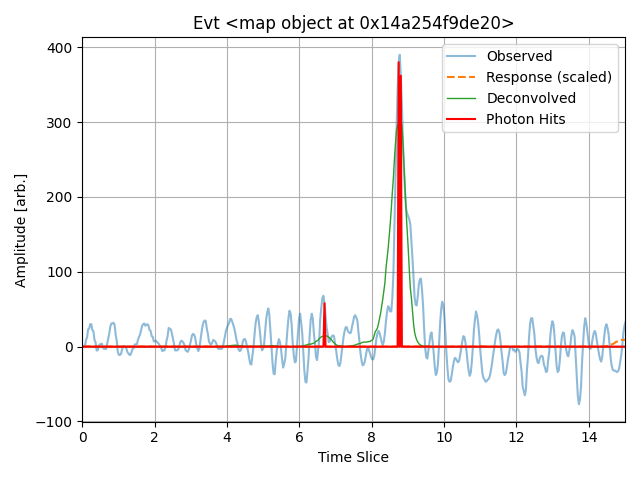 Evt <map object at 0x14a254f9de20>
Observed
Response (scaled)
Deconvolved
Photon Hits
Amplitude [arb.]
400
300
200
100
0
−100
0 2 4 6 8 10 12 14
Time Slice